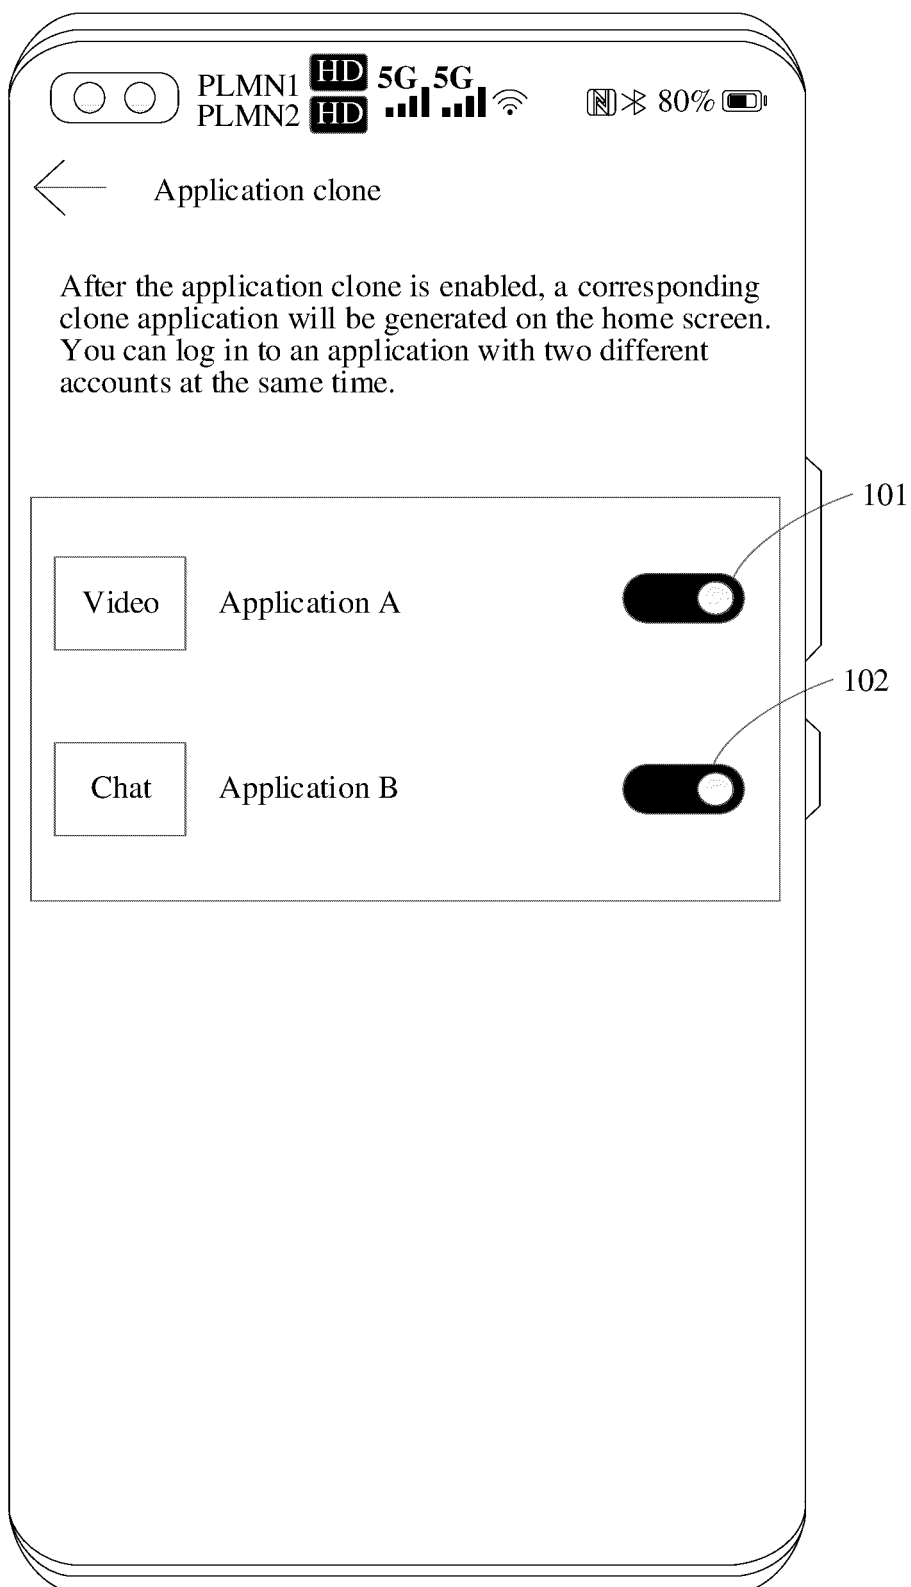 PLMN1 HD 5G 5G
PLMN2 HD
80%
Application clone
After the application clone is enabled, a corresponding
clone application will be generated on the home screen.
You can log in to an application with two different
accounts at the same time.
101
Video Application A
102
Chat Application B